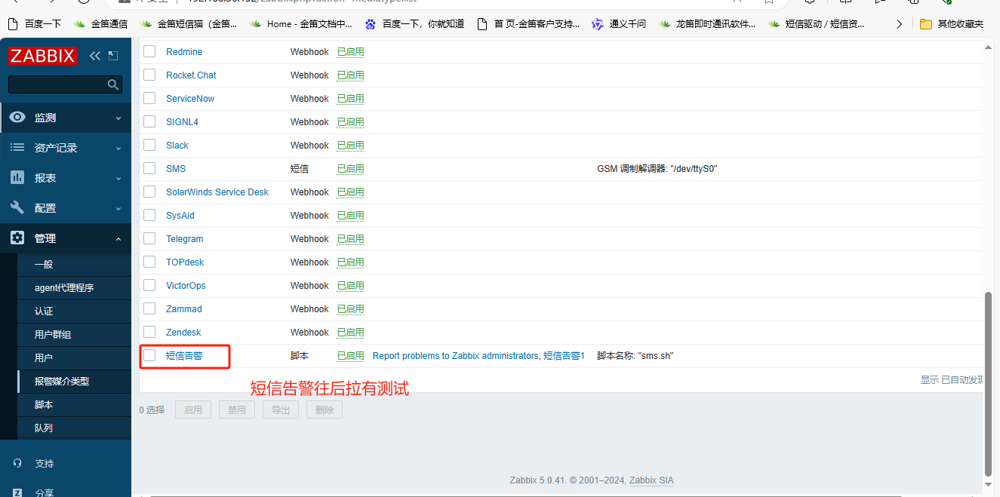 百度一下
金笛通信
金笛短信猫（金笛...
Home - 金笛文档中...
百度一下，你就知道
首 页-金笛客户支持...
通义千问
龙笛即时通讯软件...
短信驱动 / 短信资...
其他收藏夹
ZABBIX
监测
资产记录
报表
配置
管理
一般
agent代理程序
认证
用户群组
用户
报警媒介类型
脚本
队列
支持
分享
Redmine Webhook 已启用
Rocket.Chat Webhook 已启用
ServiceNow Webhook 已启用
SIGNL4 Webhook 已启用
Slack Webhook 已启用
SMS 短信 已启用 GSM 调制解调器: "/dev/ttyS0"
SolarWinds Service Desk Webhook 已启用
SysAid Webhook 已启用
Telegram Webhook 已启用
TOPdesk Webhook 已启用
VictorOps Webhook 已启用
Zammad Webhook 已启用
Zendesk Webhook 已启用
短信告警 脚本 已启用 Report problems to Zabbix administrators, 短信告警1 脚本名称: "sms.sh"
显示 已自动发现
短信告警往后拉有测试
0 选择 启用 禁用 导出 删除
Zabbix 5.0.41. © 2001–2024, Zabbix SIA